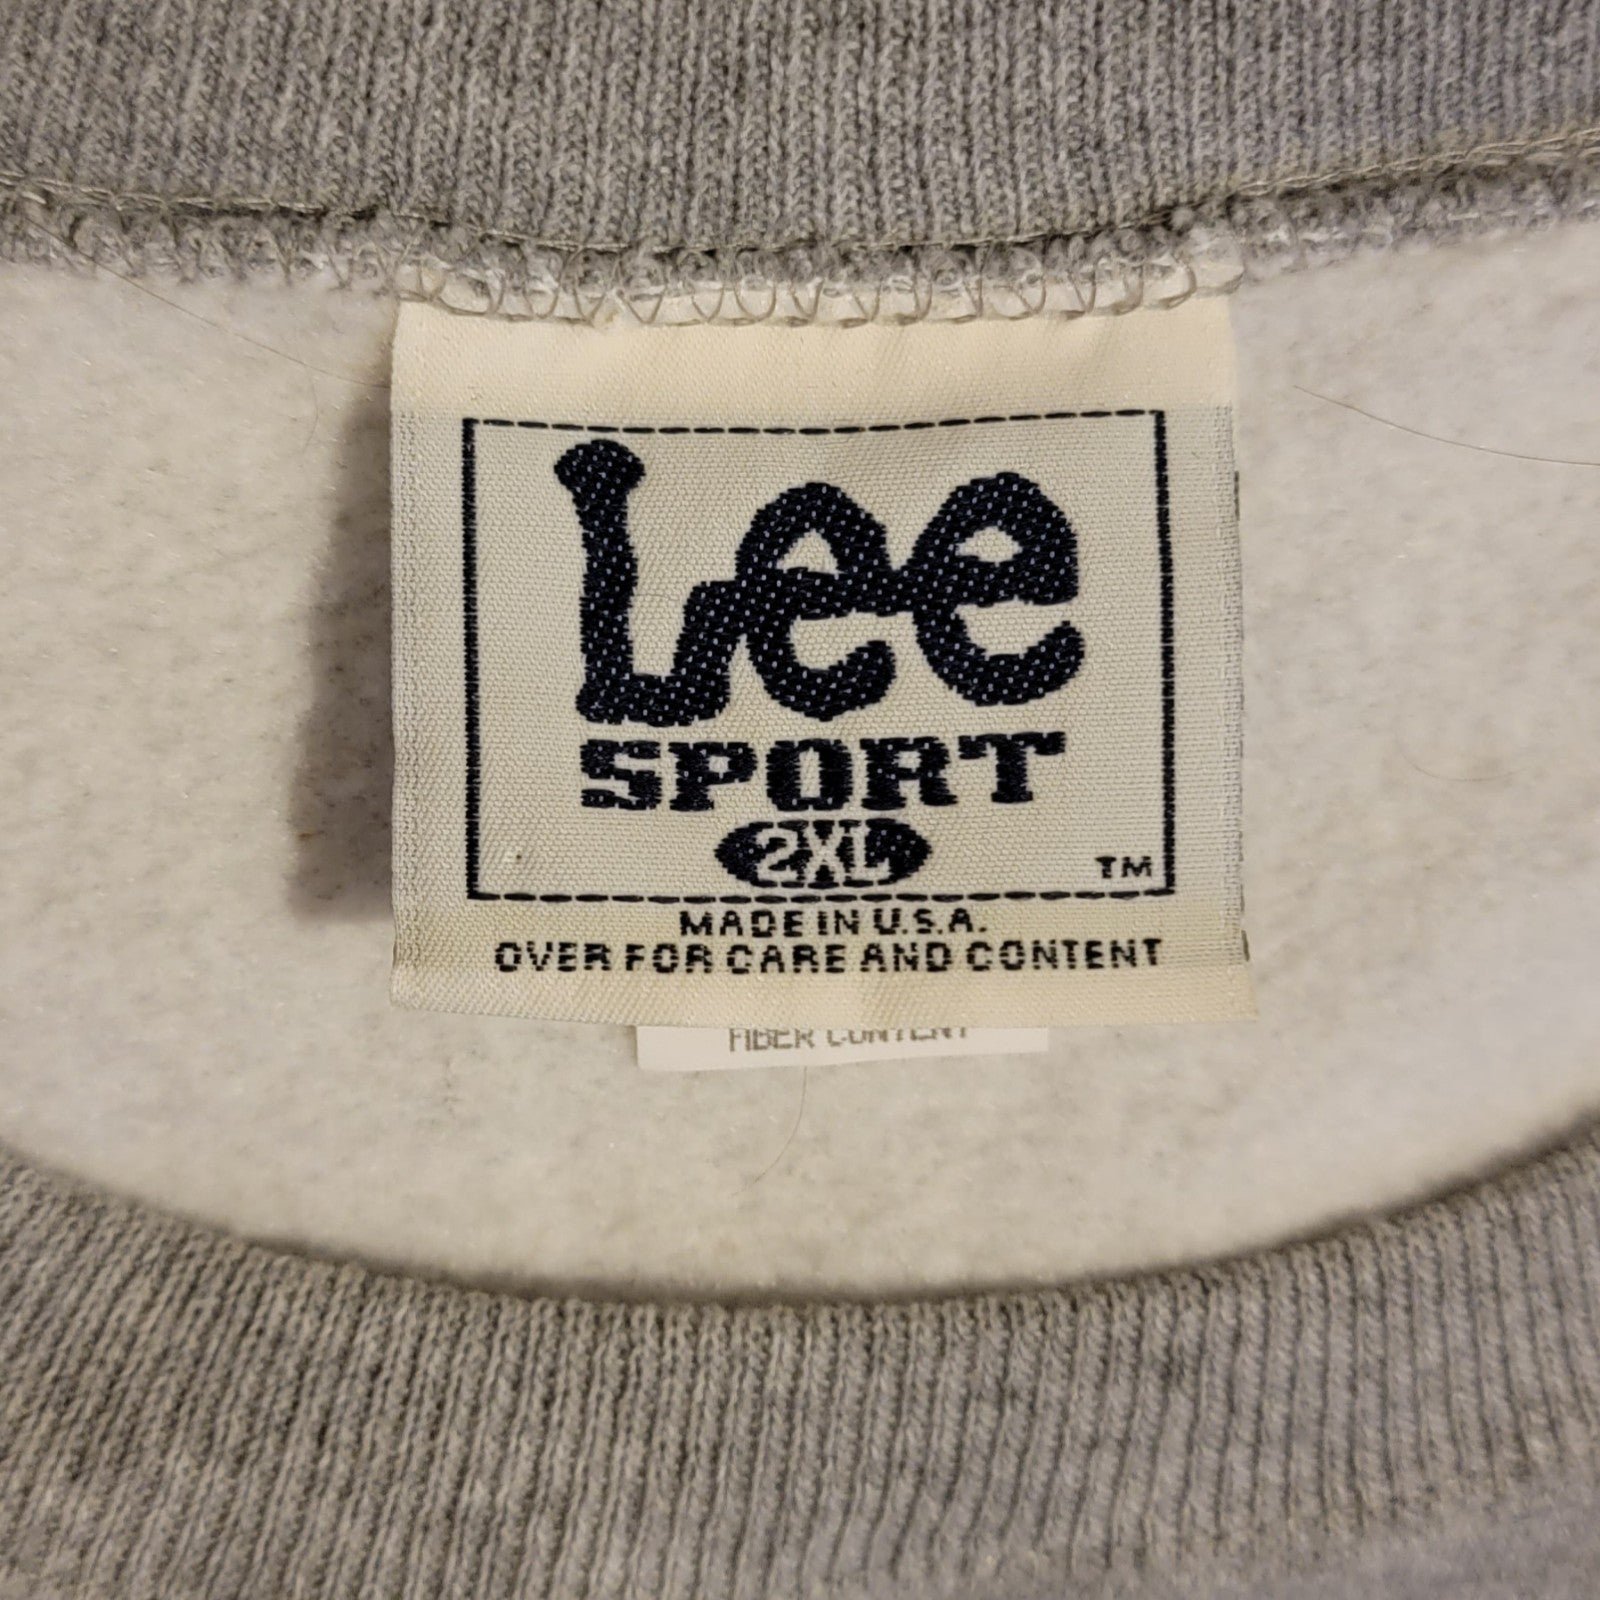 Lee
SPORT
2XL
TM
MADE IN U.S.A.
OVER FOR CARE AND CONTENT
FIBER CONTENT